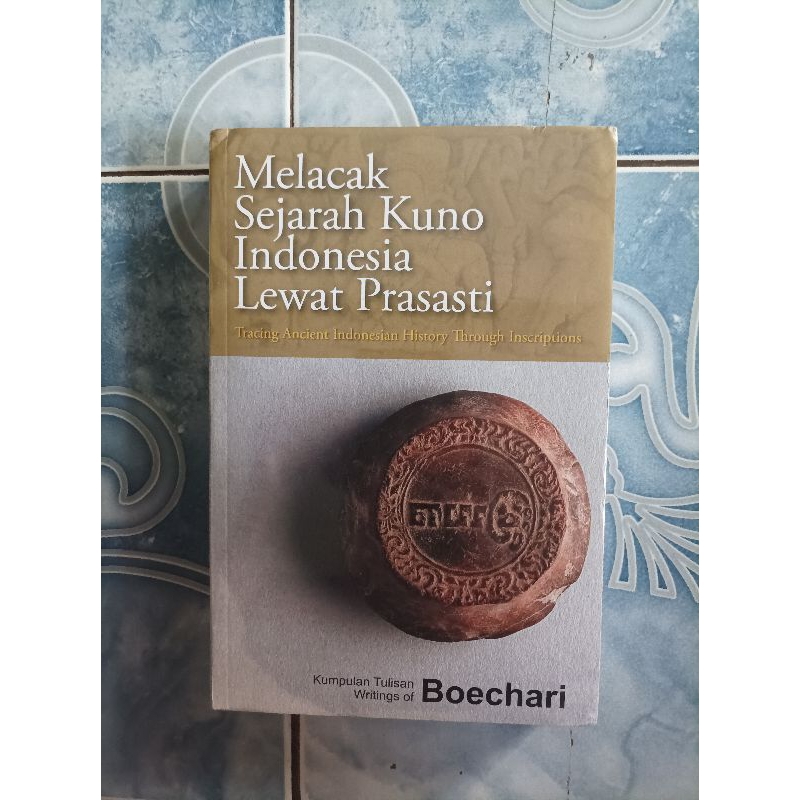 Melacak
Sejarah Kuno
Indonesia
Lewat Prasasti
Tracing Ancient Indonesian History Through Inscriptions
Kumpulan Tulisan
Writings of Boechari